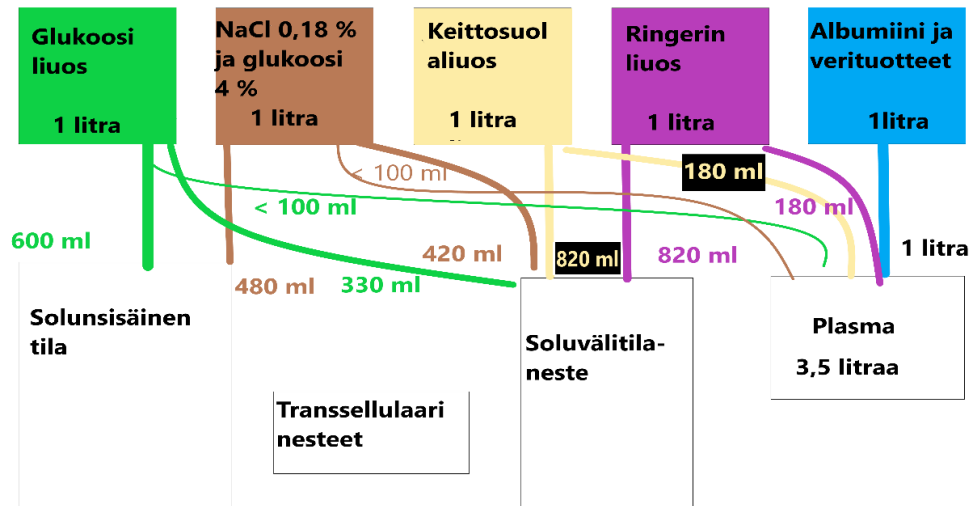 Glukoosi
liuos
1 litra
NaCl 0,18 %
ja glukoosi
4 %
1 litra
Keittosuol
aliuos
1 litra
Ringerin
liuos
1 litra
Albumiini ja
verituotteet
1litra
< 100 ml
180 ml
< 100 ml
180 ml
600 ml
420 ml
820 ml
820 ml
1 litra
480 ml
330 ml
Solunsisäinen
tila
Soluvälitila-
neste
Plasma
3,5 litraa
Transsellulaari
nesteet